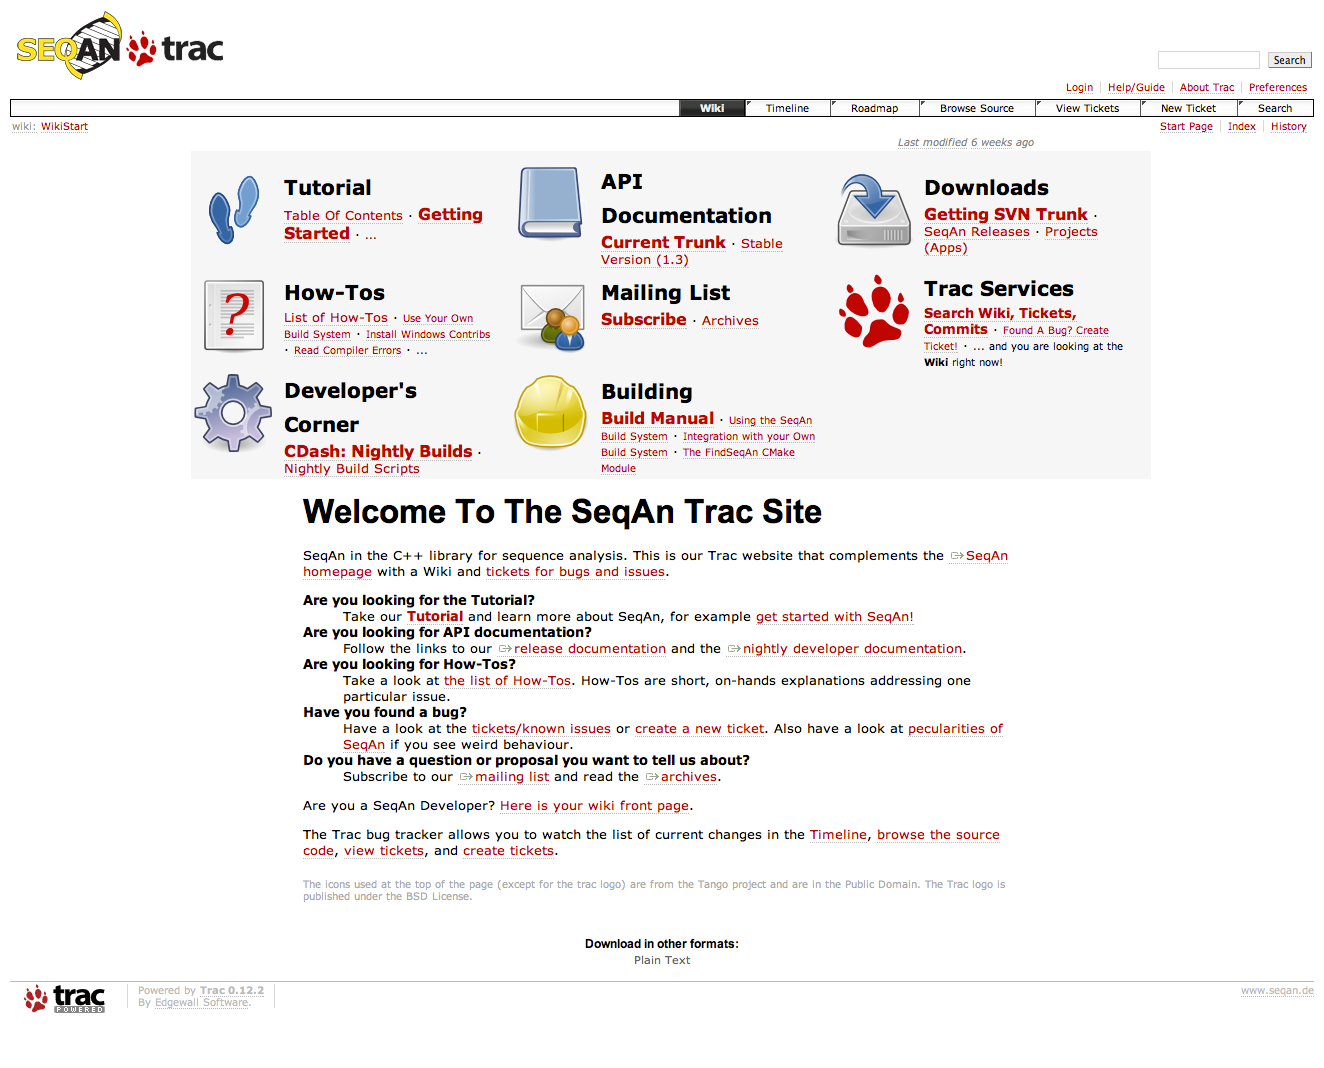 SEQAN trac
Search
Login Help/Guide About Trac Preferences
Wiki Timeline Roadmap Browse Source View Tickets New Ticket Search
wiki: WikiStart
Start Page Index History
Last modified 6 weeks ago
Tutorial
Table Of Contents · Getting
Started · ...
API
Documentation
Current Trunk · Stable
Version (1.3)
Downloads
Getting SVN Trunk ·
SeqAn Releases · Projects
(Apps)
?
How-Tos
List of How-Tos · Use Your Own
Build System · Install Windows Contribs
· Read Compiler Errors · ...
Mailing List
Subscribe · Archives
Trac Services
Search Wiki, Tickets,
Commits · Found A Bug? Create
Ticket! · ... and you are looking at the
Wiki right now!
Developer's
Corner
CDash: Nightly Builds ·
Nightly Build Scripts
Building
Build Manual · Using the SeqAn
Build System · Integration with your Own
Build System · The FindSeqAn CMake
Module
Welcome To The SeqAn Trac Site
SeqAn in the C++ library for sequence analysis. This is our Trac website that complements the SeqAn
homepage with a Wiki and tickets for bugs and issues.
Are you looking for the Tutorial?
Take our Tutorial and learn more about SeqAn, for example get started with SeqAn!
Are you looking for API documentation?
Follow the links to our release documentation and the nightly developer documentation.
Are you looking for How-Tos?
Take a look at the list of How-Tos. How-Tos are short, on-hands explanations addressing one
particular issue.
Have you found a bug?
Have a look at the tickets/known issues or create a new ticket. Also have a look at pecularities of
SeqAn if you see weird behaviour.
Do you have a question or proposal you want to tell us about?
Subscribe to our mailing list and read the archives.
Are you a SeqAn Developer? Here is your wiki front page.
The Trac bug tracker allows you to watch the list of current changes in the Timeline, browse the source
code, view tickets, and create tickets.
The icons used at the top of the page (except for the trac logo) are from the Tango project and are in the Public Domain. The Trac logo is
published under the BSD License.
Download in other formats:
Plain Text
trac
POWERED
Powered by Trac 0.12.2
By Edgewall Software.
www.seqan.de